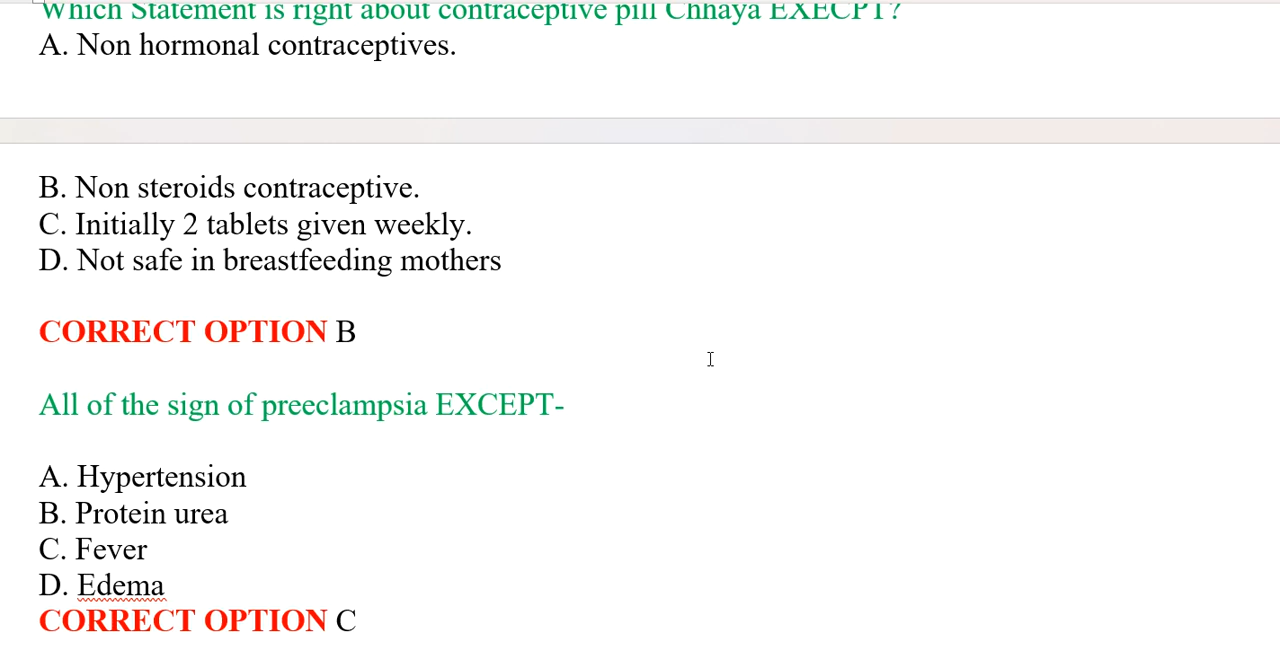 Which Statement is right about contraceptive pill Chhaya EXECPT?
A. Non hormonal contraceptives.
B. Non steroids contraceptive.
C. Initially 2 tablets given weekly.
D. Not safe in breastfeeding mothers
CORRECT OPTION B
All of the sign of preeclampsia EXCEPT-
A. Hypertension
B. Protein urea
C. Fever
D. Edema
CORRECT OPTION C